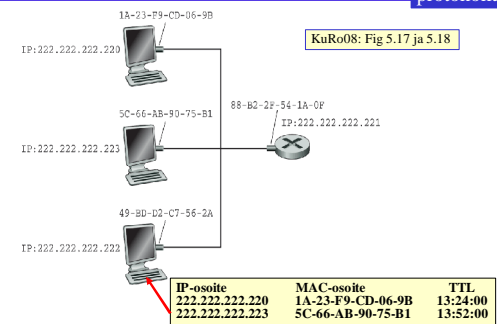 1A-23-F9-CD-06-9B
KuRo08: Fig 5.17 ja 5.18
IP:222.222.222.220
5C-66-AB-90-75-B1
88-B2-2F-54-1A-0F
IP:222.222.222.221
IP:222.222.222.223
49-BD-D2-C7-56-2A
IP:222.222.222.222
IP-osoite MAC-osoite TTL
222.222.222.220 1A-23-F9-CD-06-9B 13:24:00
222.222.222.223 5C-66-AB-90-75-B1 13:52:00